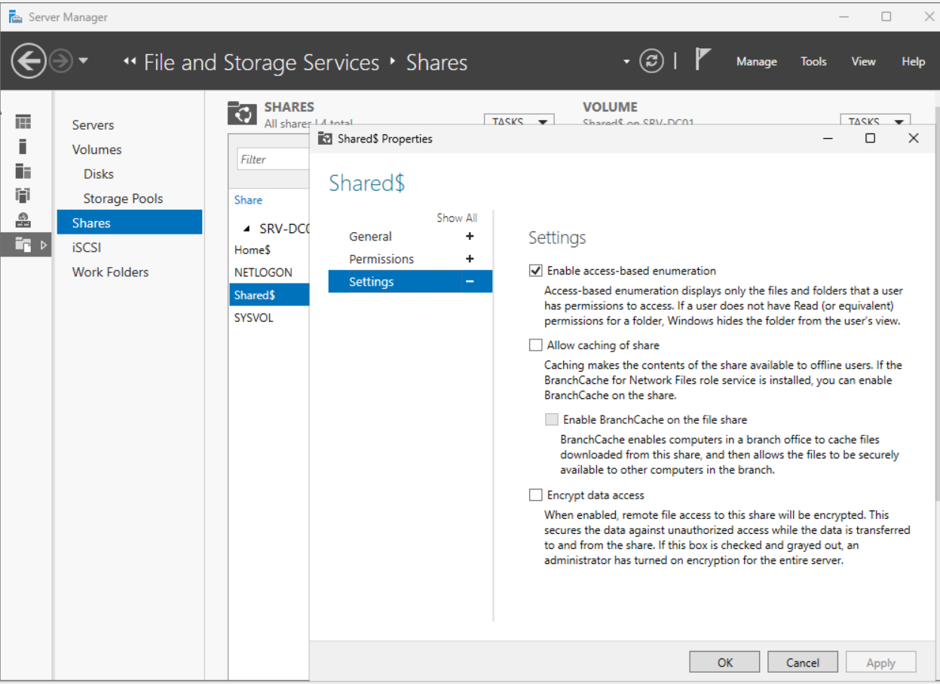 Server Manager
File and Storage Services
Shares
Manage
Tools
View
Help
Servers
Volumes
Disks
Storage Pools
Shares
iSCSI
Work Folders
SHARES
All shares | 4 total
TASKS
VOLUME
Shared$ on SRV-DC01
TASKS
Filter
Share
SRV-DC0
Home$
NETLOGON
Shared$
SYSVOL
Shared$ Properties
Shared$
Show All
General +
Permissions +
Settings −
Settings
Enable access-based enumeration
Access-based enumeration displays only the files and folders that a user
has permissions to access. If a user does not have Read (or equivalent)
permissions for a folder, Windows hides the folder from the user's view.
Allow caching of share
Caching makes the contents of the share available to offline users. If the
BranchCache for Network Files role service is installed, you can enable
BranchCache on the share.
Enable BranchCache on the file share
BranchCache enables computers in a branch office to cache files
downloaded from this share, and then allows the files to be securely
available to other computers in the branch.
Encrypt data access
When enabled, remote file access to this share will be encrypted. This
secures the data against unauthorized access while the data is transferred
to and from the share. If this box is checked and grayed out, an
administrator has turned on encryption for the entire server.
OK
Cancel
Apply